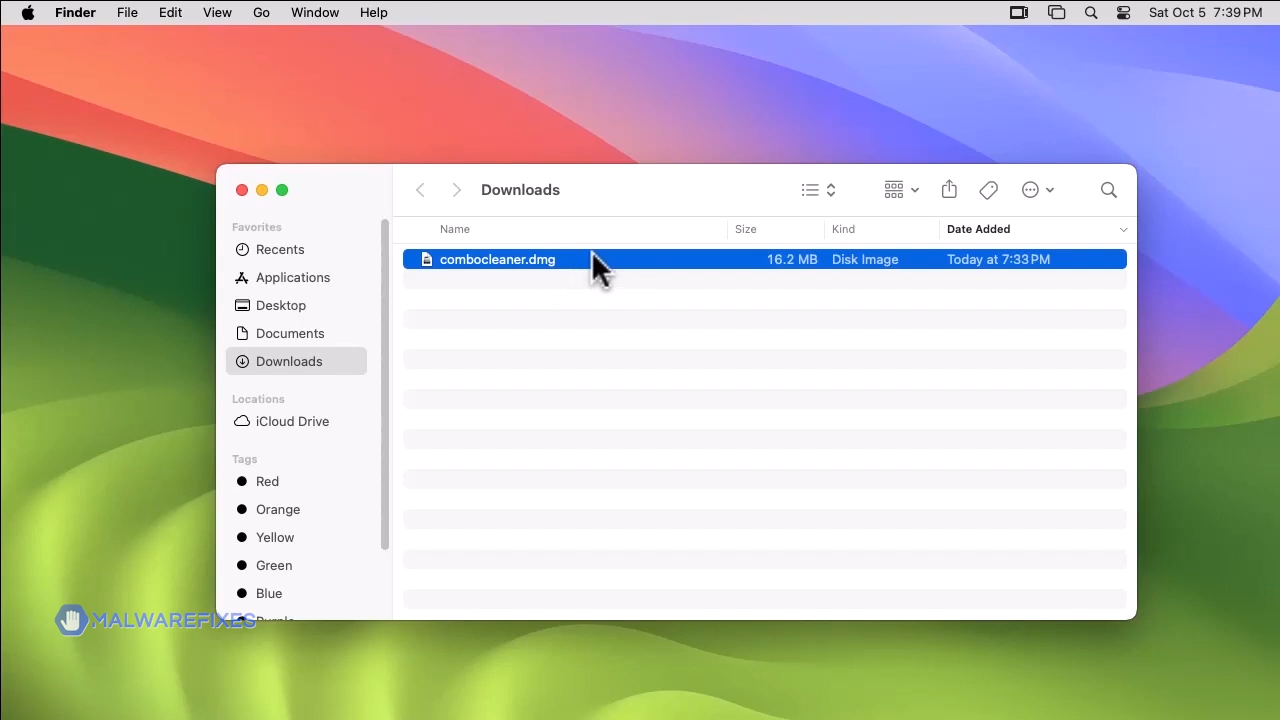 Finder File Edit View Go Window Help Sat Oct 5 7:39 PM
Downloads
Favorites
Recents
Applications
Desktop
Documents
Downloads
Locations
iCloud Drive
Tags
Red
Orange
Yellow
Green
Blue
Purple
Name Size Kind Date Added
combocleaner.dmg 16.2 MB Disk Image Today at 7:33 PM
MALWAREFIXES